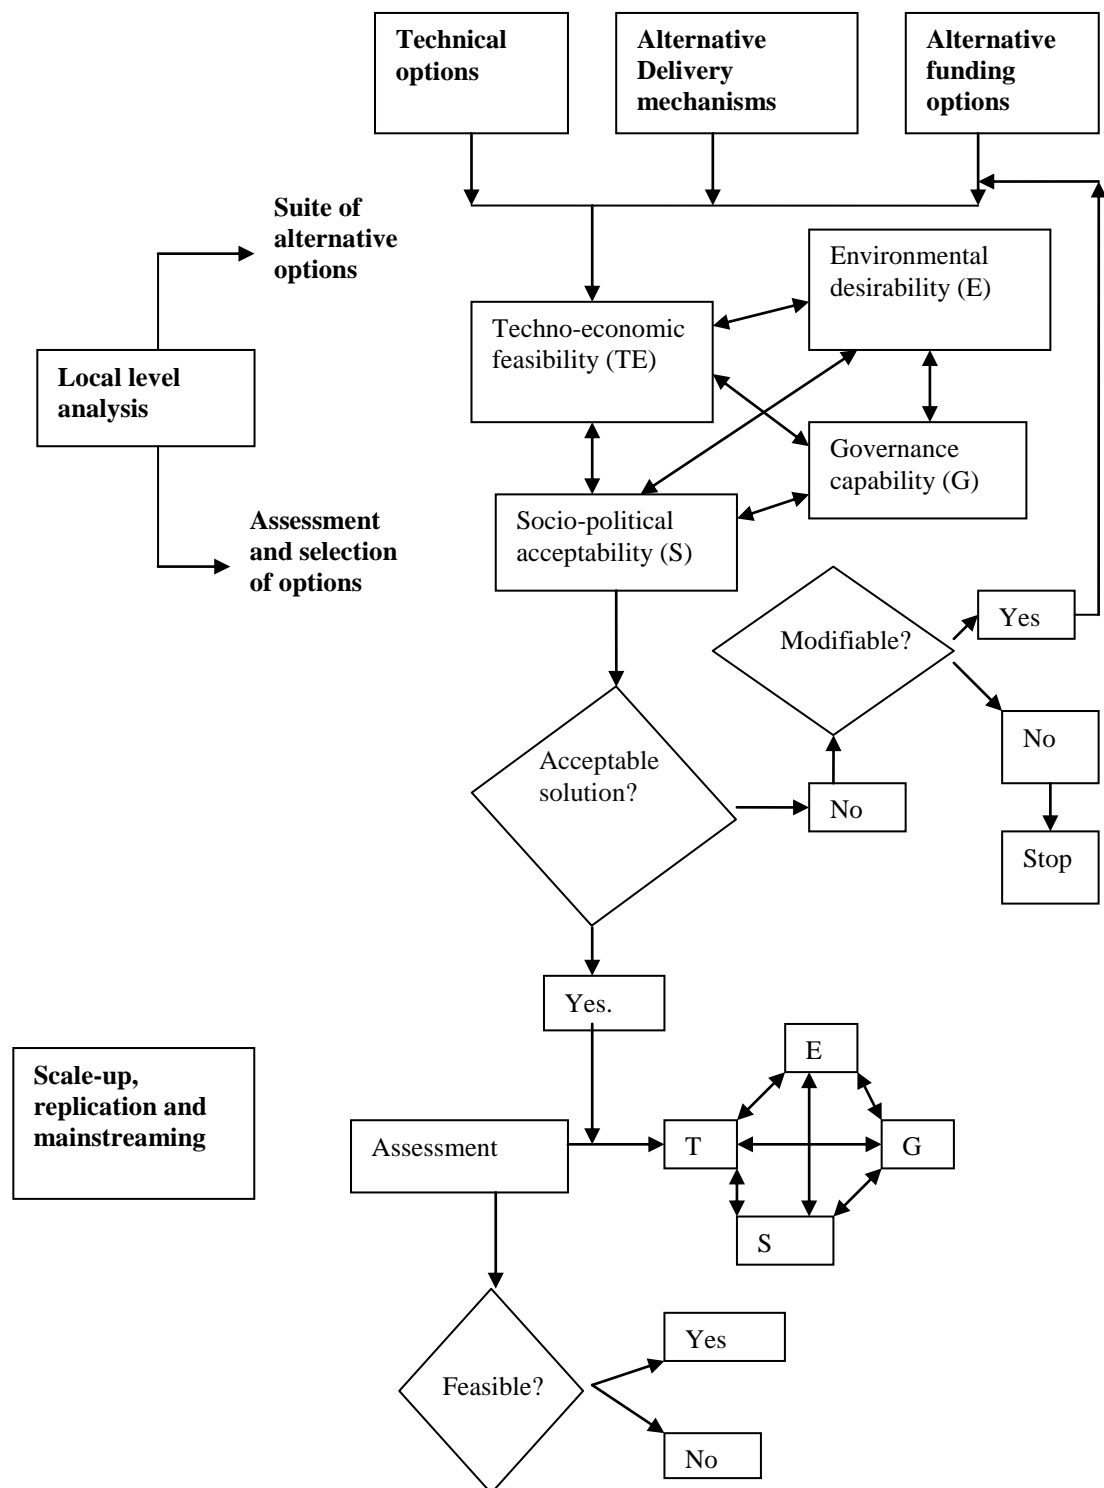 Technical
options
Alternative
Delivery
mechanisms
Alternative
funding
options
Suite of
alternative
options
Environmental
desirability (E)
Techno-economic
feasibility (TE)
Local level
analysis
Governance
capability (G)
Assessment
and selection
of options
Socio-political
acceptability (S)
Modifiable?
Yes
No
Stop
Acceptable
solution?
No
Yes.
Scale-up,
replication and
mainstreaming
Assessment
E
T
G
S
Feasible?
Yes
No